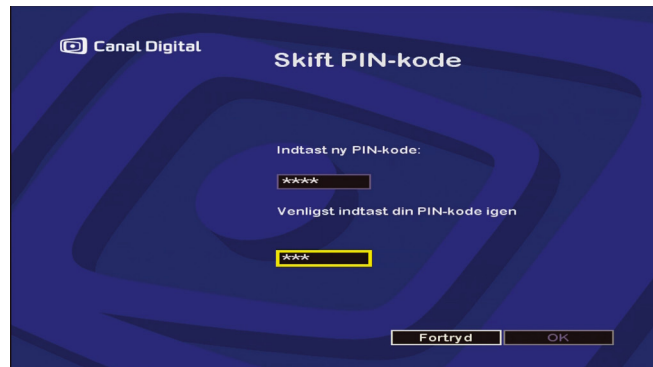 Canal Digital
Skift PIN-kode
Indtast ny PIN-kode:
****
Venligst indtast din PIN-kode igen
***
Fortryd
OK